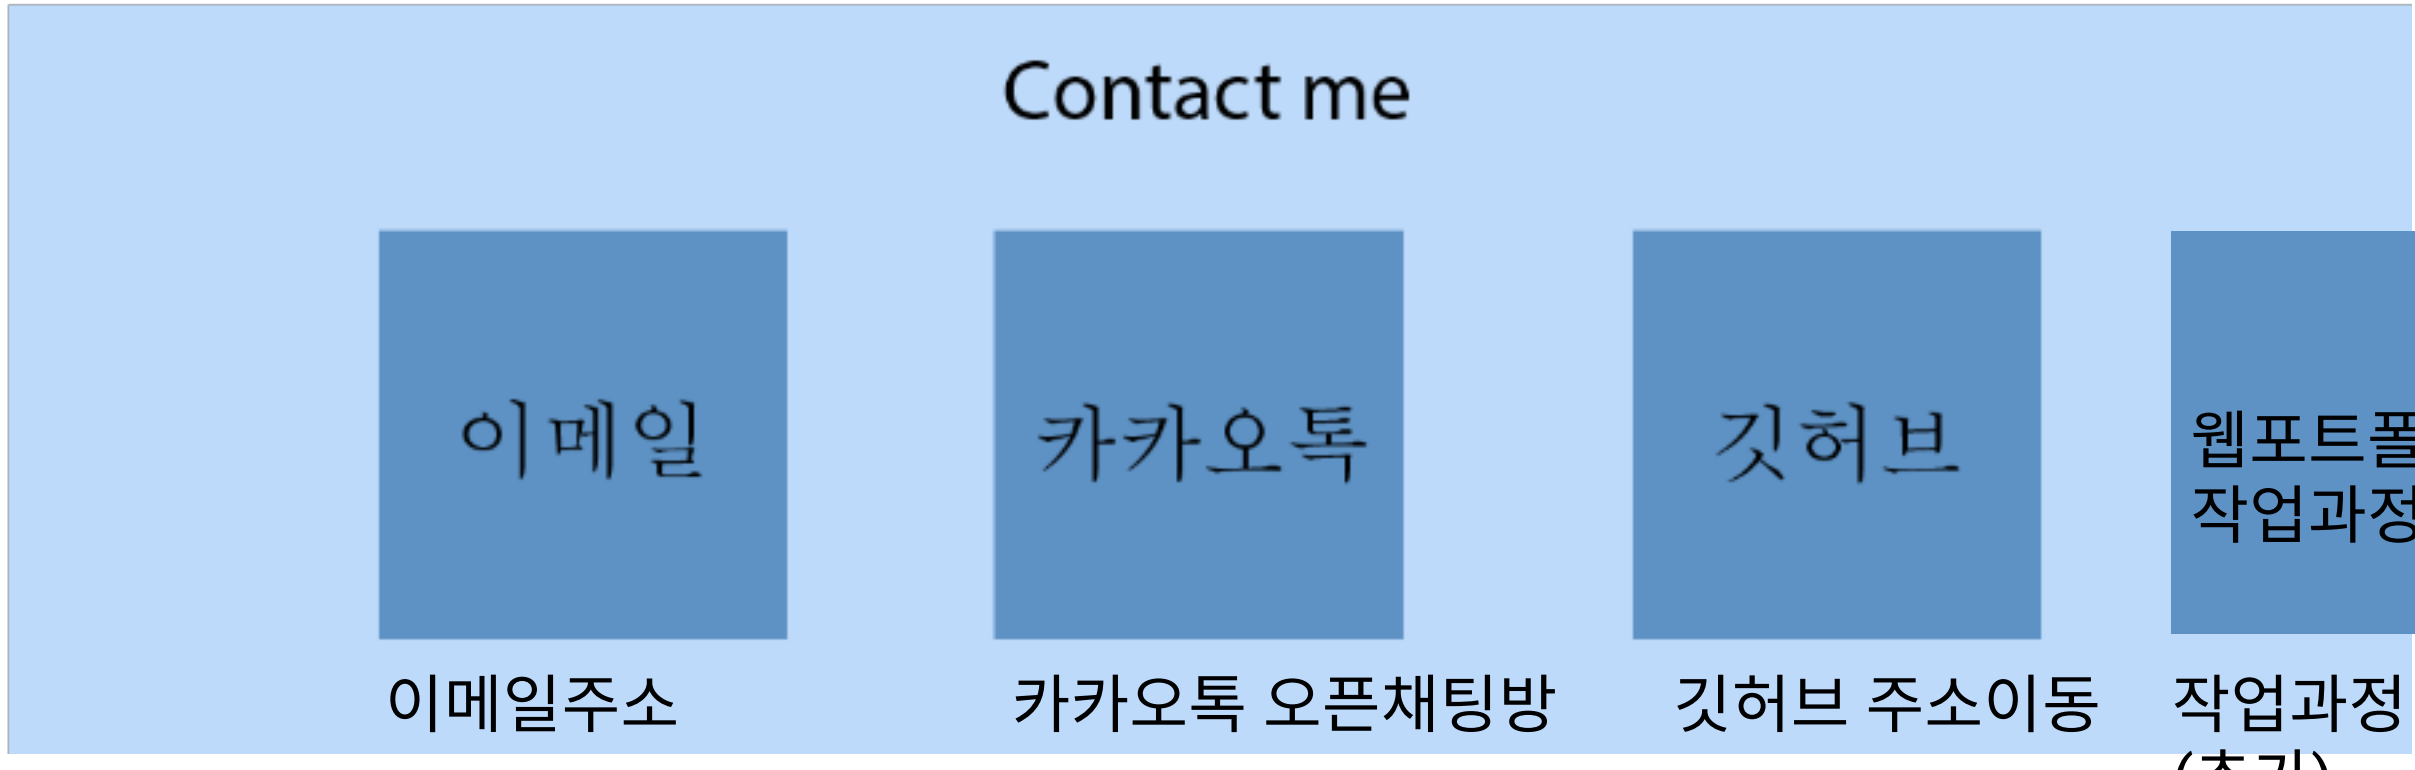 Contact me
이메일
카카오톡
깃허브
웹포트폴
작업과정
이메일주소
카카오톡 오픈채팅방
깃허브 주소이동
작업과정